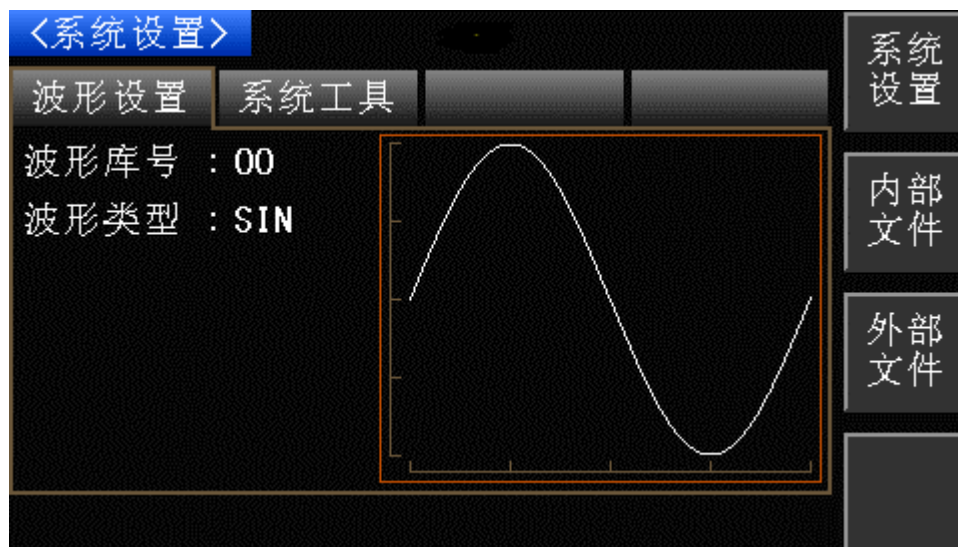 <系统设置>
波形设置 系统工具
波形库号 : 00
波形类型 : SIN
系统
设置
内部
文件
外部
文件